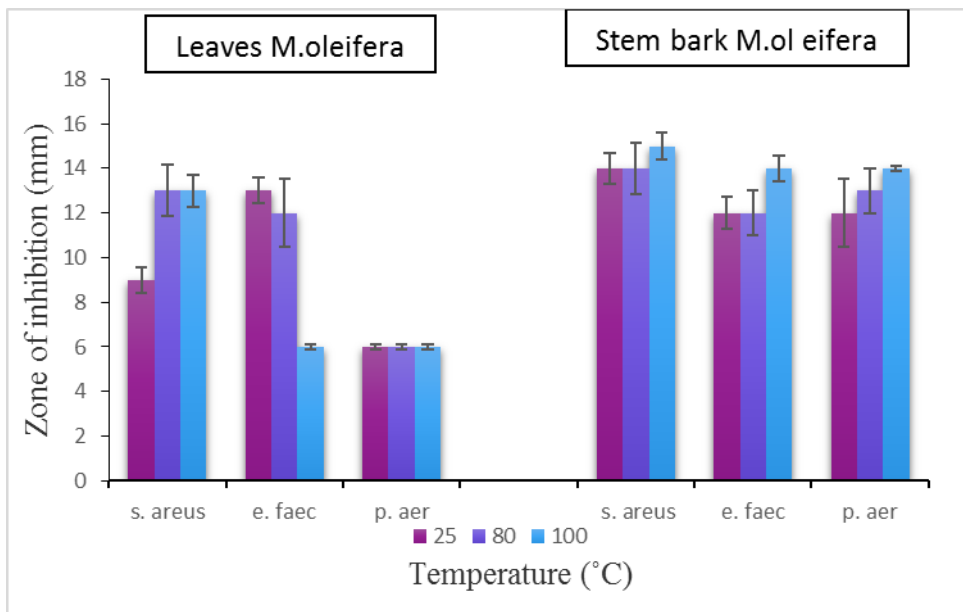 Leaves M.oleifera
Stem bark M.ol eifera
Zone of inhibition (mm)
18
16
14
12
10
8
6
4
2
0
s. areus e. faec p. aer s. areus e. faec p. aer
25 80 100
Temperature (˚C)